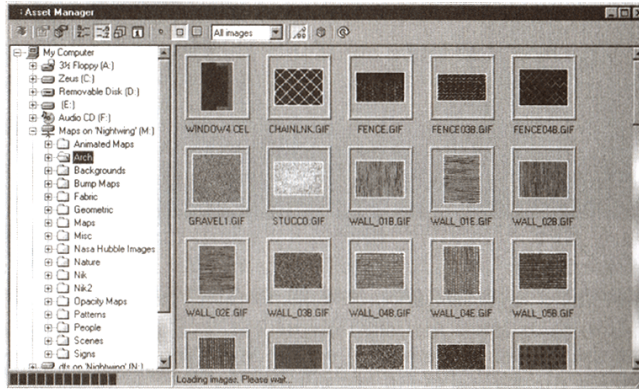 Asset Manager
All images
My Computer
3½ Floppy (A:)
Zeus (C:)
Removable Disk (D:)
(E:)
Audio CD (F:)
Maps on 'Nightwing' (M:)
Animated Maps
Arch
Backgrounds
Bump Maps
Fabric
Geometric
Maps
Misc
Nasa Hubble Images
Nature
Nik
Nik2
Opacity Maps
Patterns
People
Scenes
Signs
dfs on 'Nightwing' (N:)
WINDOW4.CEL CHAINLNK.GIF FENCE.GIF FENCE03B.GIF FENCE04B.GIF
GRAVEL1.GIF STUCCO.GIF WALL_01B.GIF WALL_01E.GIF WALL_02B.GIF
WALL_02E.GIF WALL_03B.GIF WALL_04B.GIF WALL_04E.GIF WALL_05B.GIF
Loading images. Please wait...